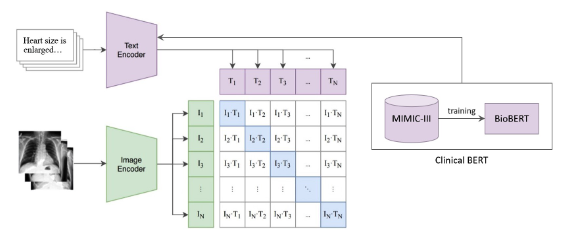 Heart size is
enlarged...
Text
Encoder
...
T1 T2 T3 ... TN
I1 I1·T1 I1·T2 I1·T3 ... I1·TN
I2 I2·T1 I2·T2 I2·T3 ... I2·TN
I3 I3·T1 I3·T2 I3·T3 ... I3·TN
⋮ ⋮ ⋮ ⋮ ⋱ ⋮
IN IN·T1 IN·T2 IN·T3 ... IN·TN
Image
Encoder
MIMIC-III
training
BioBERT
Clinical BERT